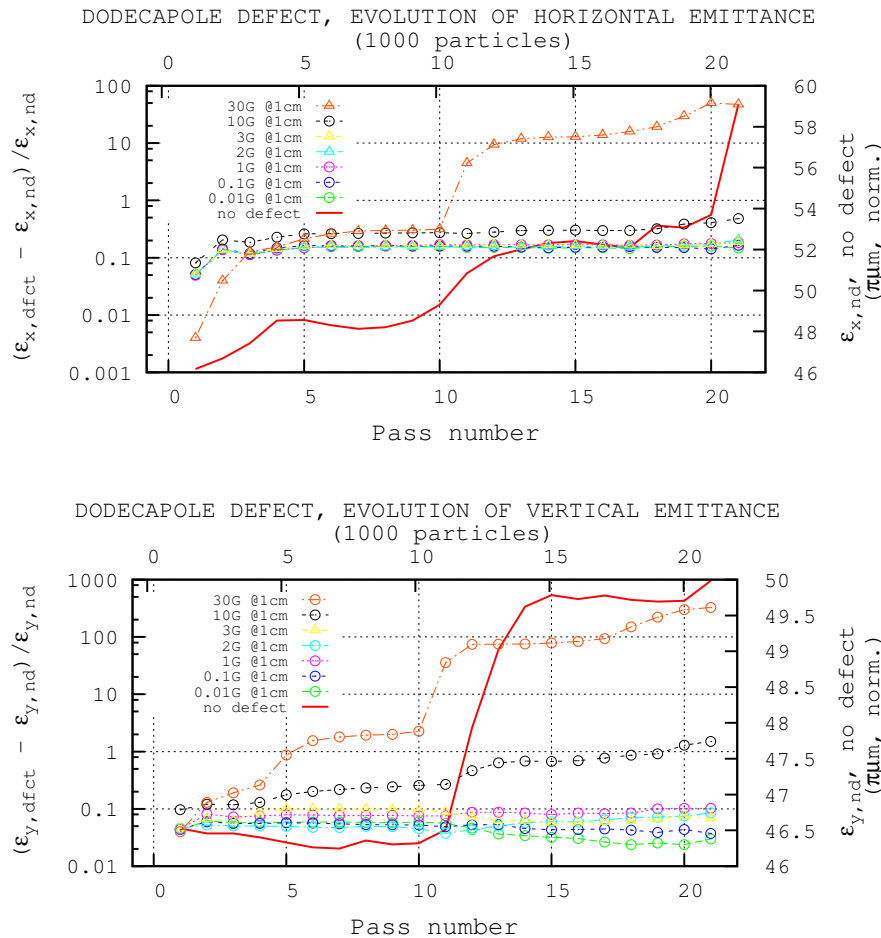 DODECAPOLE DEFECT, EVOLUTION OF HORIZONTAL EMITTANCE
(1000 particles)
0 5 10 15 20
100 60
30G @1cm
10G @1cm
3G @1cm
2G @1cm
1G @1cm
0.1G @1cm
0.01G @1cm
no defect
10 58
1 56
0.1 54
0.01 52
0.001 50
48
46
(εx,dfct - εx,nd)/εx,nd
εx,nd, no defect
(πμm, norm.)
0 5 10 15 20
Pass number
DODECAPOLE DEFECT, EVOLUTION OF VERTICAL EMITTANCE
(1000 particles)
0 5 10 15 20
1000 50
30G @1cm
10G @1cm
3G @1cm
2G @1cm
1G @1cm
0.1G @1cm
0.01G @1cm
no defect
100 49.5
10 49
1 48.5
0.1 48
0.01 47.5
47
46.5
46
(εy,dfct - εy,nd)/εy,nd
εy,nd, no defect
(πμm, norm.)
0 5 10 15 20
Pass number